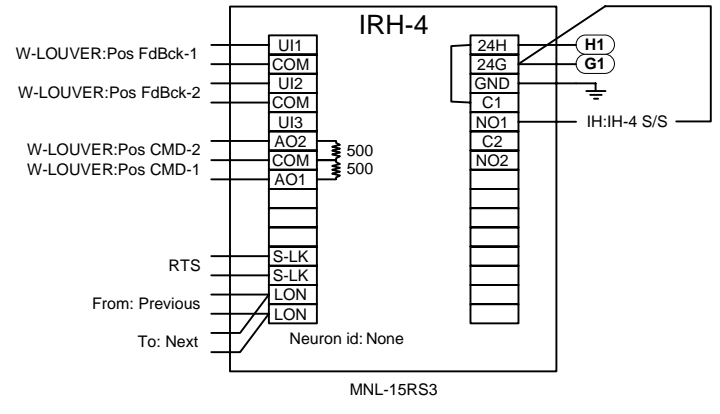 IRH-4
W-LOUVER:Pos FdBck-1
UI1
COM
W-LOUVER:Pos FdBck-2
UI2
COM
UI3
W-LOUVER:Pos CMD-2
AO2
500
W-LOUVER:Pos CMD-1
COM
500
AO1
RTS
S-LK
S-LK
From: Previous
LON
LON
To: Next
Neuron id: None
24H
H1
24G
G1
GND
C1
NO1
IH:IH-4 S/S
C2
NO2
MNL-15RS3